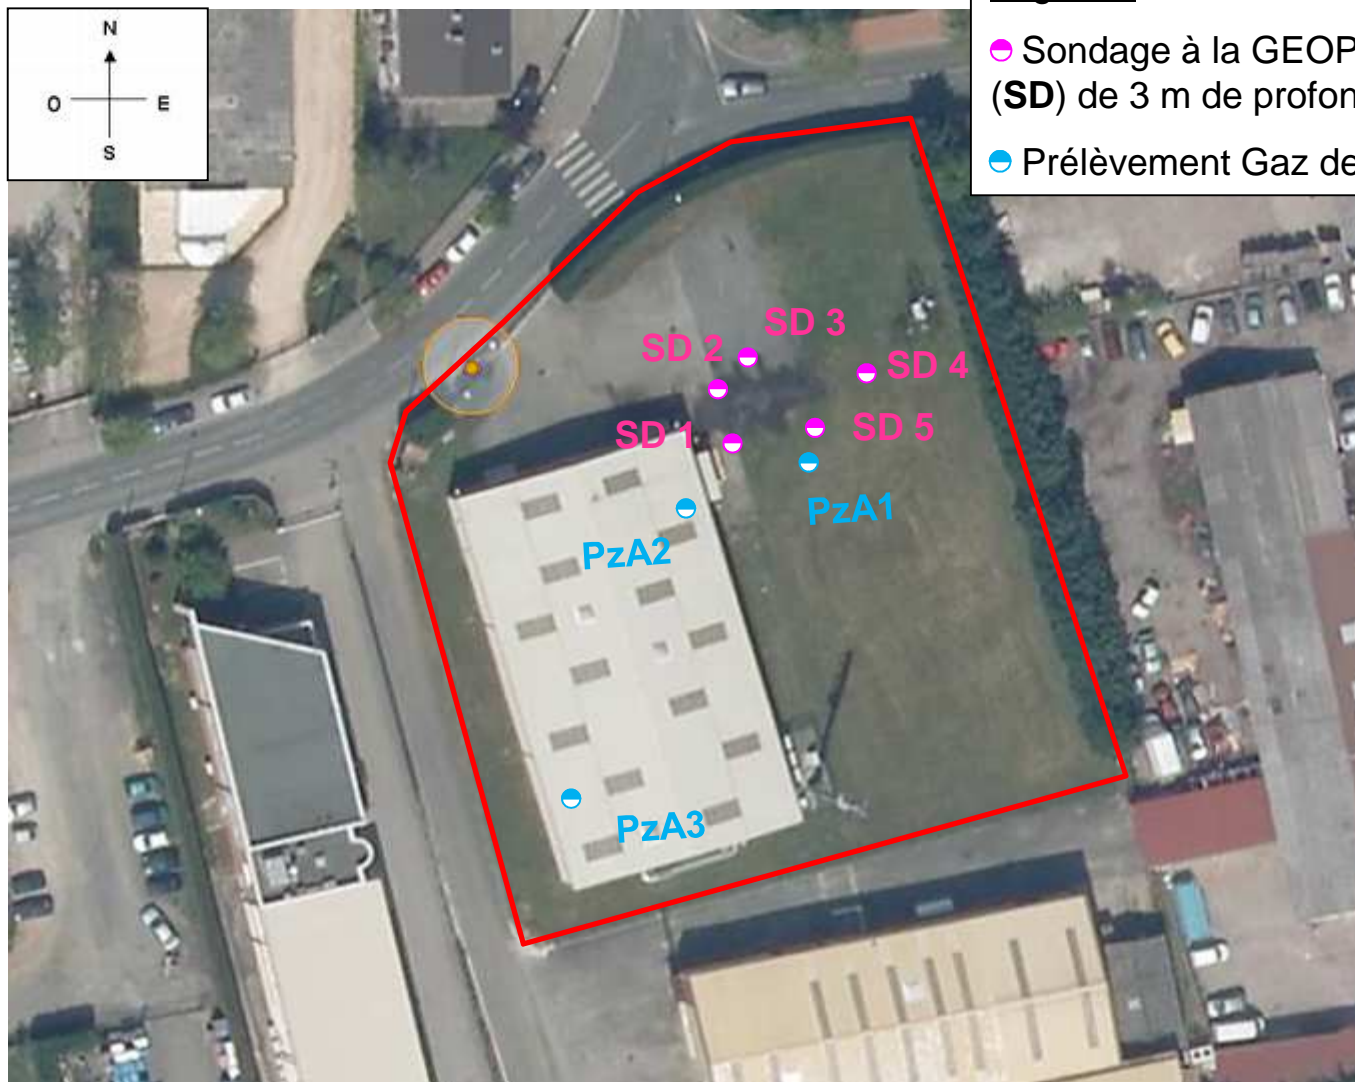 N
O E
S
Sondage à la GEOP
(SD) de 3 m de profon
Prélèvement Gaz de
SD 3
SD 2
SD 4
SD 1
SD 5
PzA1
PzA2
PzA3